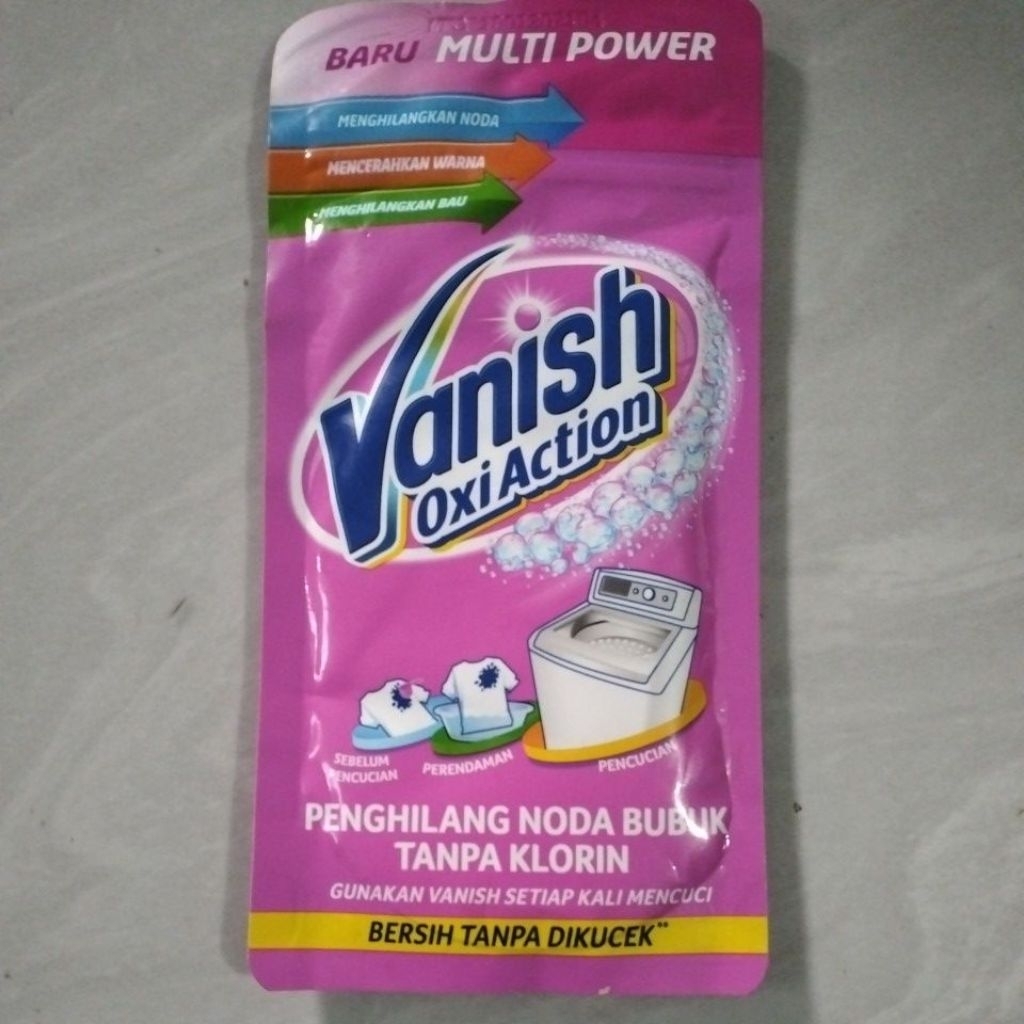 BARU MULTI POWER
MENGHILANGKAN NODA
MENCERAHKAN WARNA
MENGHILANGKAN BAU
Vanish
Oxi Action
SEBELUM
PENCUCIAN
PERENDAMAN
PENCUCIAN
PENGHILANG NODA BUBUK
TANPA KLORIN
GUNAKAN VANISH SETIAP KALI MENCUCI
BERSIH TANPA DIKUCEK**